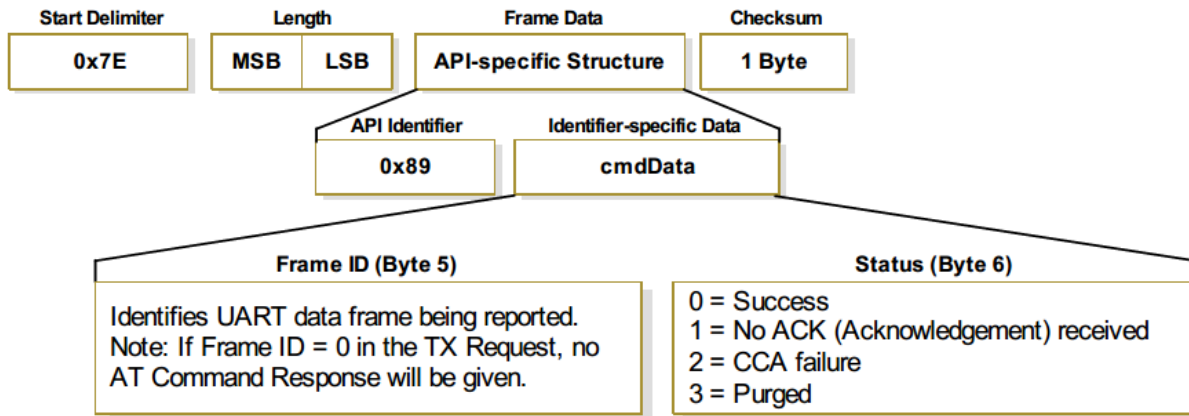 Start Delimiter Length Frame Data Checksum
0x7E MSB LSB API-specific Structure 1 Byte
API Identifier Identifier-specific Data
0x89 cmdData
Frame ID (Byte 5)
Identifies UART data frame being reported.
Note: If Frame ID = 0 in the TX Request, no
AT Command Response will be given.
Status (Byte 6)
0 = Success
1 = No ACK (Acknowledgement) received
2 = CCA failure
3 = Purged